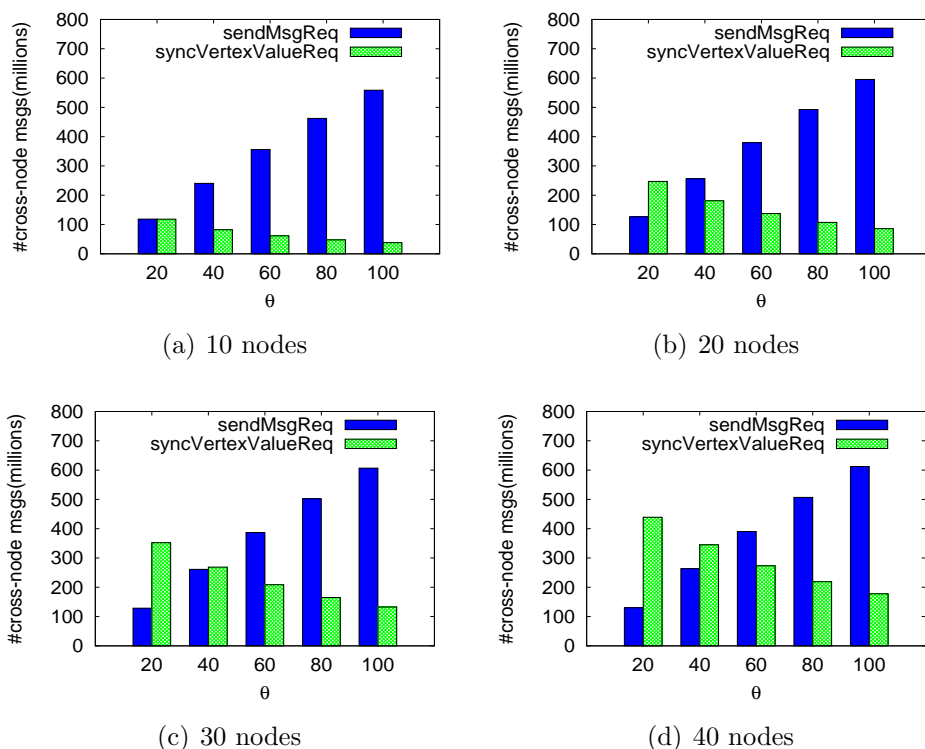 #cross-node msgs(millions)
800
700
600
500
400
300
200
100
0
sendMsgReq
syncVertexValueReq
20 40 60 80 100
θ
(a) 10 nodes
#cross-node msgs(millions)
800
700
600
500
400
300
200
100
0
sendMsgReq
syncVertexValueReq
20 40 60 80 100
θ
(b) 20 nodes
#cross-node msgs(millions)
800
700
600
500
400
300
200
100
0
sendMsgReq
syncVertexValueReq
20 40 60 80 100
θ
(c) 30 nodes
#cross-node msgs(millions)
800
700
600
500
400
300
200
100
0
sendMsgReq
syncVertexValueReq
20 40 60 80 100
θ
(d) 40 nodes